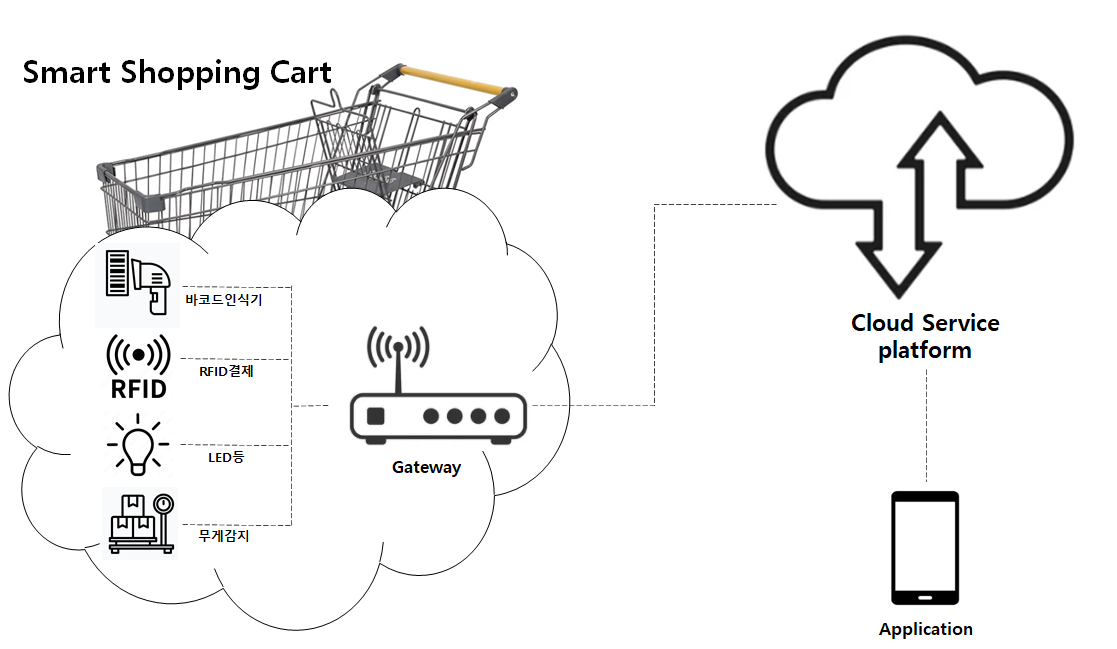 Smart Shopping Cart
바코드인식기
RFID
RFID결제
LED등
무게감지
Gateway
Cloud Service
platform
Application